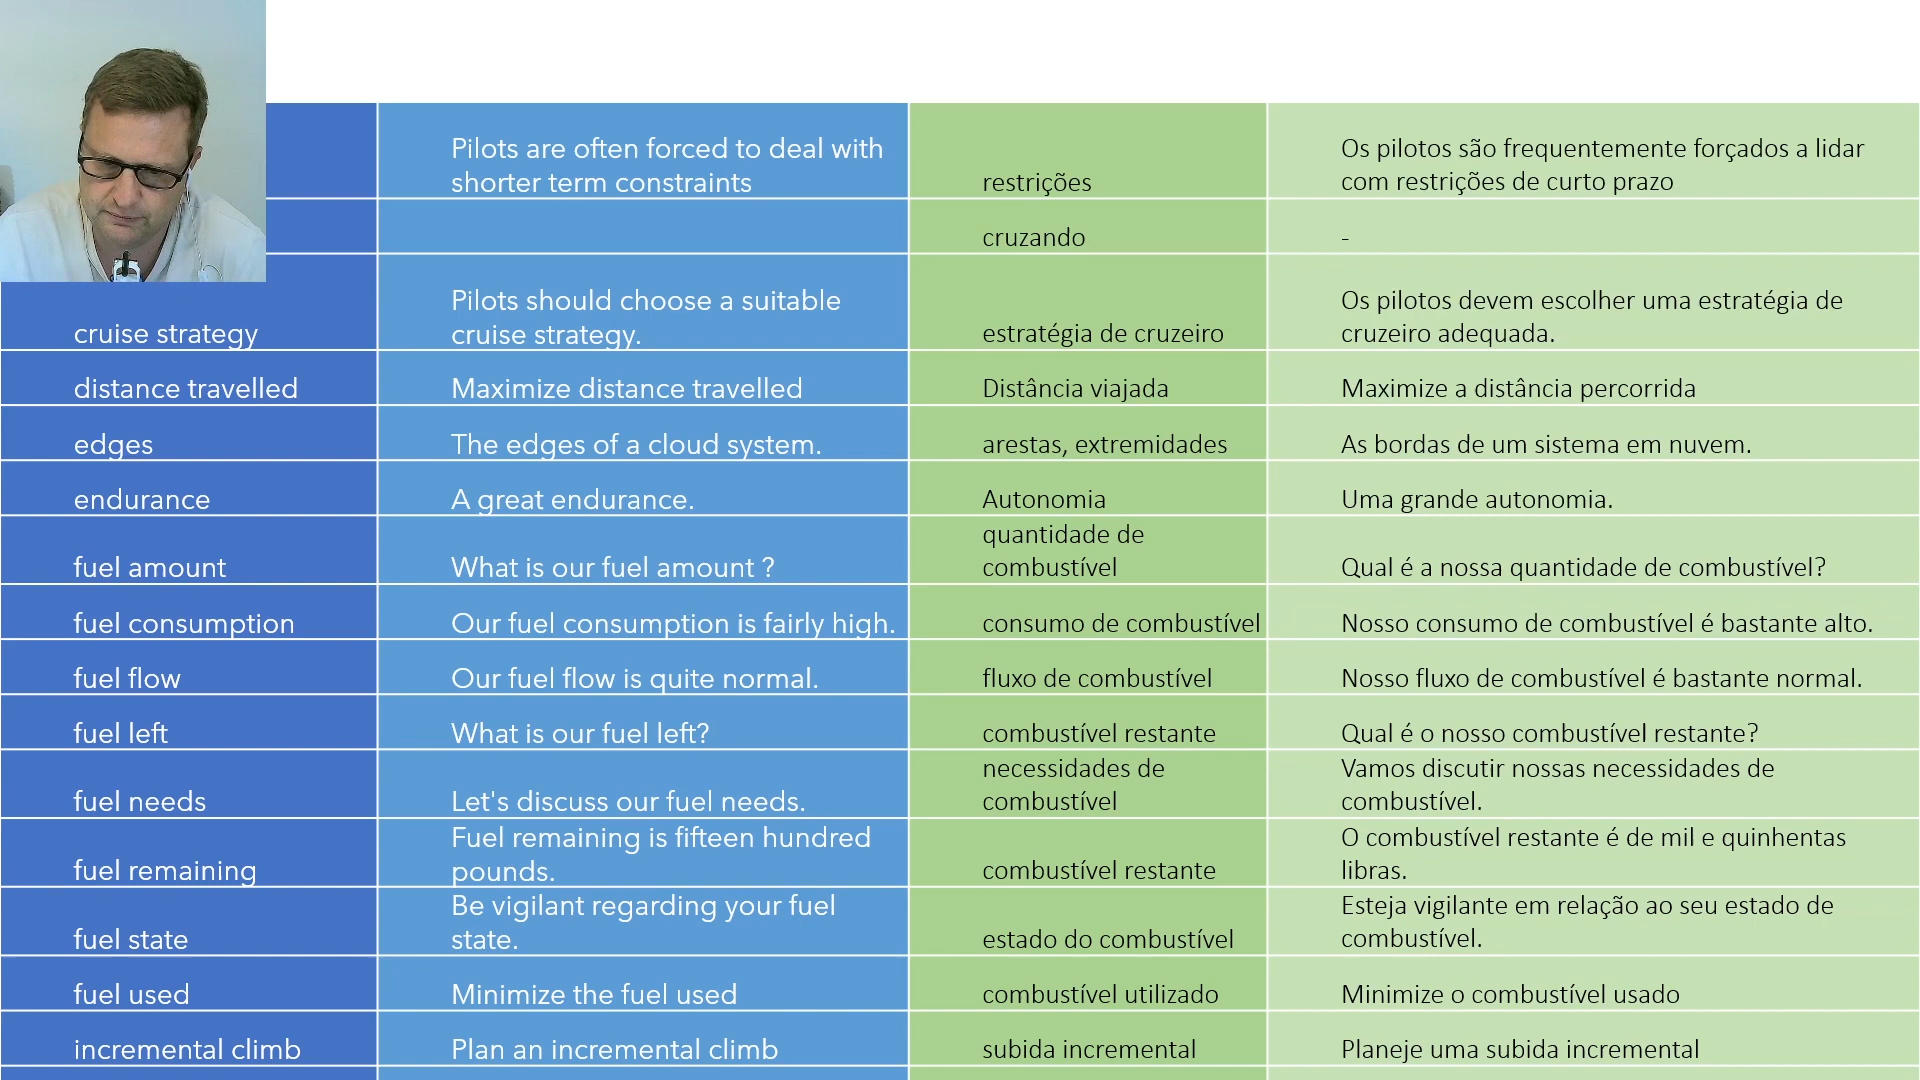 Pilots are often forced to deal with
shorter term constraints
restrições
Os pilotos são frequentemente forçados a lidar
com restrições de curto prazo
cruzando
-
cruise strategy
Pilots should choose a suitable
cruise strategy.
estratégia de cruzeiro
Os pilotos devem escolher uma estratégia de
cruzeiro adequada.
distance travelled
Maximize distance travelled
Distância viajada
Maximize a distância percorrida
edges
The edges of a cloud system.
arestas, extremidades
As bordas de um sistema em nuvem.
endurance
A great endurance.
Autonomia
Uma grande autonomia.
fuel amount
What is our fuel amount ?
quantidade de
combustível
Qual é a nossa quantidade de combustível?
fuel consumption
Our fuel consumption is fairly high.
consumo de combustível
Nosso consumo de combustível é bastante alto.
fuel flow
Our fuel flow is quite normal.
fluxo de combustível
Nosso fluxo de combustível é bastante normal.
fuel left
What is our fuel left?
combustível restante
Qual é o nosso combustível restante?
fuel needs
Let's discuss our fuel needs.
necessidades de
combustível
Vamos discutir nossas necessidades de
combustível.
fuel remaining
Fuel remaining is fifteen hundred
pounds.
combustível restante
O combustível restante é de mil e quinhentas
libras.
fuel state
Be vigilant regarding your fuel
state.
estado do combustível
Esteja vigilante em relação ao seu estado de
combustível.
fuel used
Minimize the fuel used
combustível utilizado
Minimize o combustível usado
incremental climb
Plan an incremental climb
subida incremental
Planeje uma subida incremental